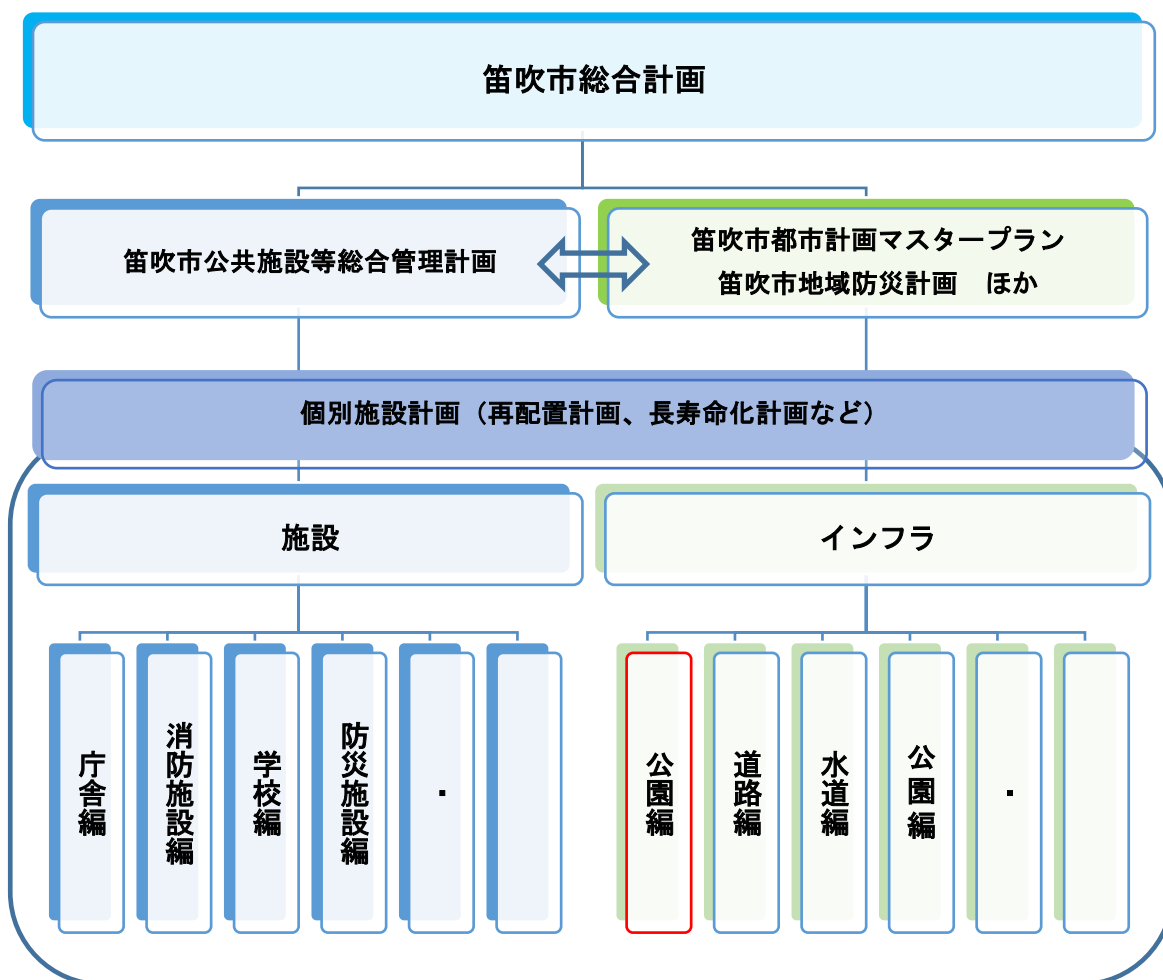 笛吹市総合計画
笛吹市公共施設等総合管理計画
笛吹市都市計画マスタープラン
笛吹市地域防災計画　ほか
個別施設計画（再配置計画、長寿命化計画など）
施設
インフラ
庁舎編
消防施設編
学校編
防災施設編
・
公園編
道路編
水道編
公園編
・